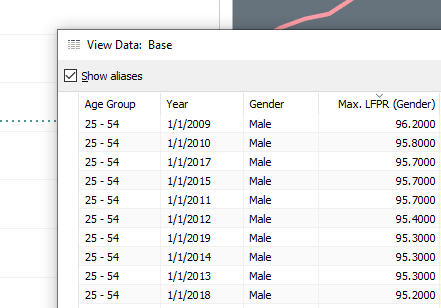 View Data: Base
Show aliases
Age Group Year Gender Max. LFPR (Gender)
25 - 54 1/1/2009 Male 96.2000
25 - 54 1/1/2010 Male 95.8000
25 - 54 1/1/2017 Male 95.7000
25 - 54 1/1/2015 Male 95.7000
25 - 54 1/1/2011 Male 95.7000
25 - 54 1/1/2012 Male 95.4000
25 - 54 1/1/2019 Male 95.3000
25 - 54 1/1/2014 Male 95.3000
25 - 54 1/1/2013 Male 95.3000
25 - 54 1/1/2018 Male 95.2000